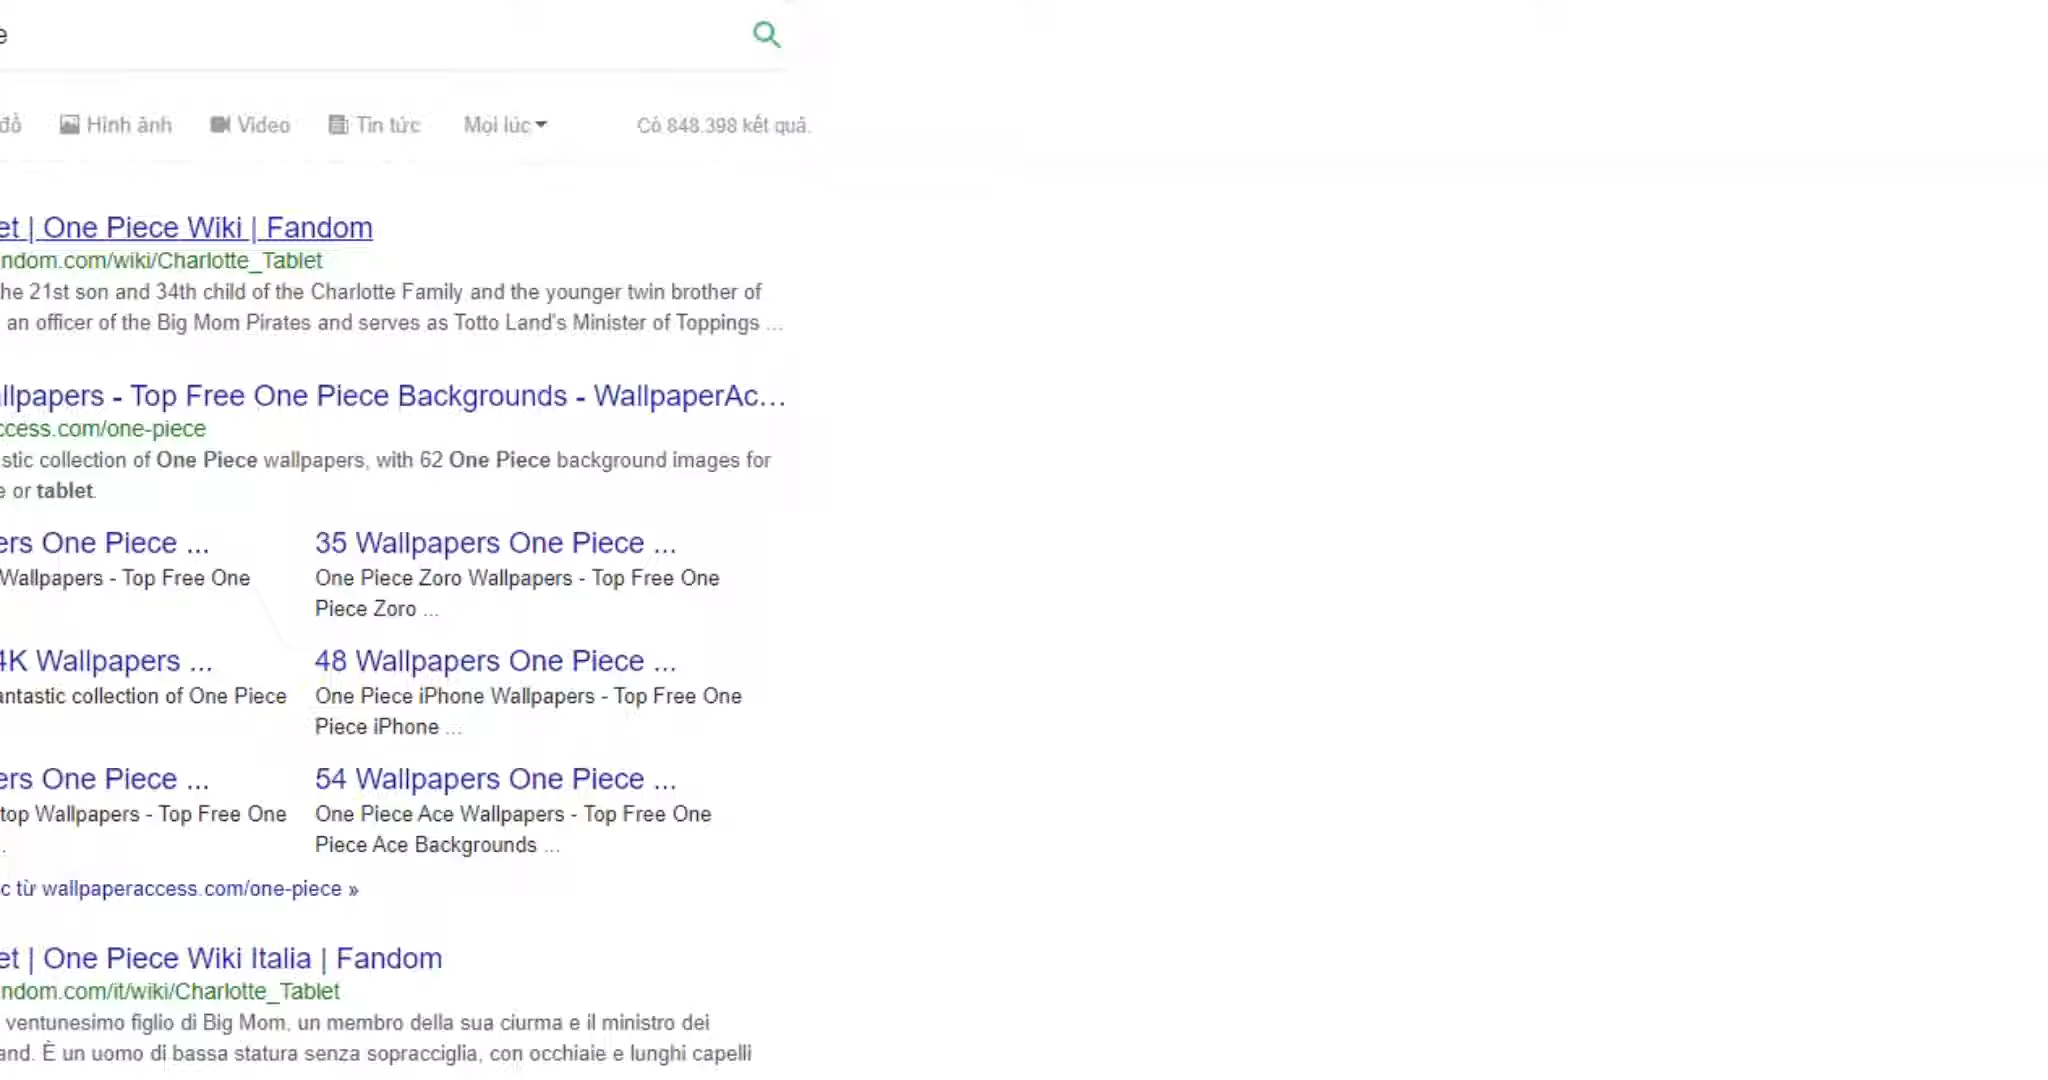 e
đồ Hình ảnh Video Tin tức Mọi lúc Có 848.398 kết quả.
et | One Piece Wiki | Fandom
ndom.com/wiki/Charlotte_Tablet
he 21st son and 34th child of the Charlotte Family and the younger twin brother of
an officer of the Big Mom Pirates and serves as Totto Land's Minister of Toppings ...
llpapers - Top Free One Piece Backgrounds - WallpaperAc...
ccess.com/one-piece
stic collection of One Piece wallpapers, with 62 One Piece background images for
e or tablet.
ers One Piece ...
Wallpapers - Top Free One
35 Wallpapers One Piece ...
One Piece Zoro Wallpapers - Top Free One
Piece Zoro ...
4K Wallpapers ...
antastic collection of One Piece
48 Wallpapers One Piece ...
One Piece iPhone Wallpapers - Top Free One
Piece iPhone ...
ers One Piece ...
top Wallpapers - Top Free One
.
54 Wallpapers One Piece ...
One Piece Ace Wallpapers - Top Free One
Piece Ace Backgrounds ...
c từ wallpaperaccess.com/one-piece »
et | One Piece Wiki Italia | Fandom
ndom.com/it/wiki/Charlotte_Tablet
ventunesimo figlio di Big Mom, un membro della sua ciurma e il ministro dei
and. È un uomo di bassa statura senza sopracciglia, con occhiaie e lunghi capelli